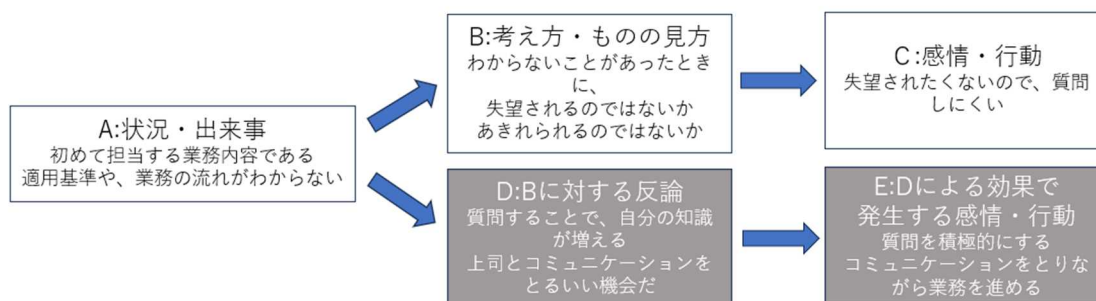 A:状況・出来事
初めて担当する業務内容である
適用基準や、業務の流れがわからない
B:考え方・ものの見方
わからないことがあったとき
に、
失望されるのではないか
あきれられるのではないか
C:感情・行動
失望されたくないので、質問
しにくい
D:Bに対する反論
質問することで、自分の知識
が増える
上司とコミュニケーションを
とるいい機会だ
E:Dによる効果で
発生する感情・行動
質問を積極的にする
コミュニケーションをとりな
がら業務を進める